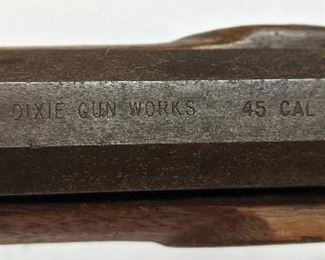 DIXIE GUN WORKS 45 CAL